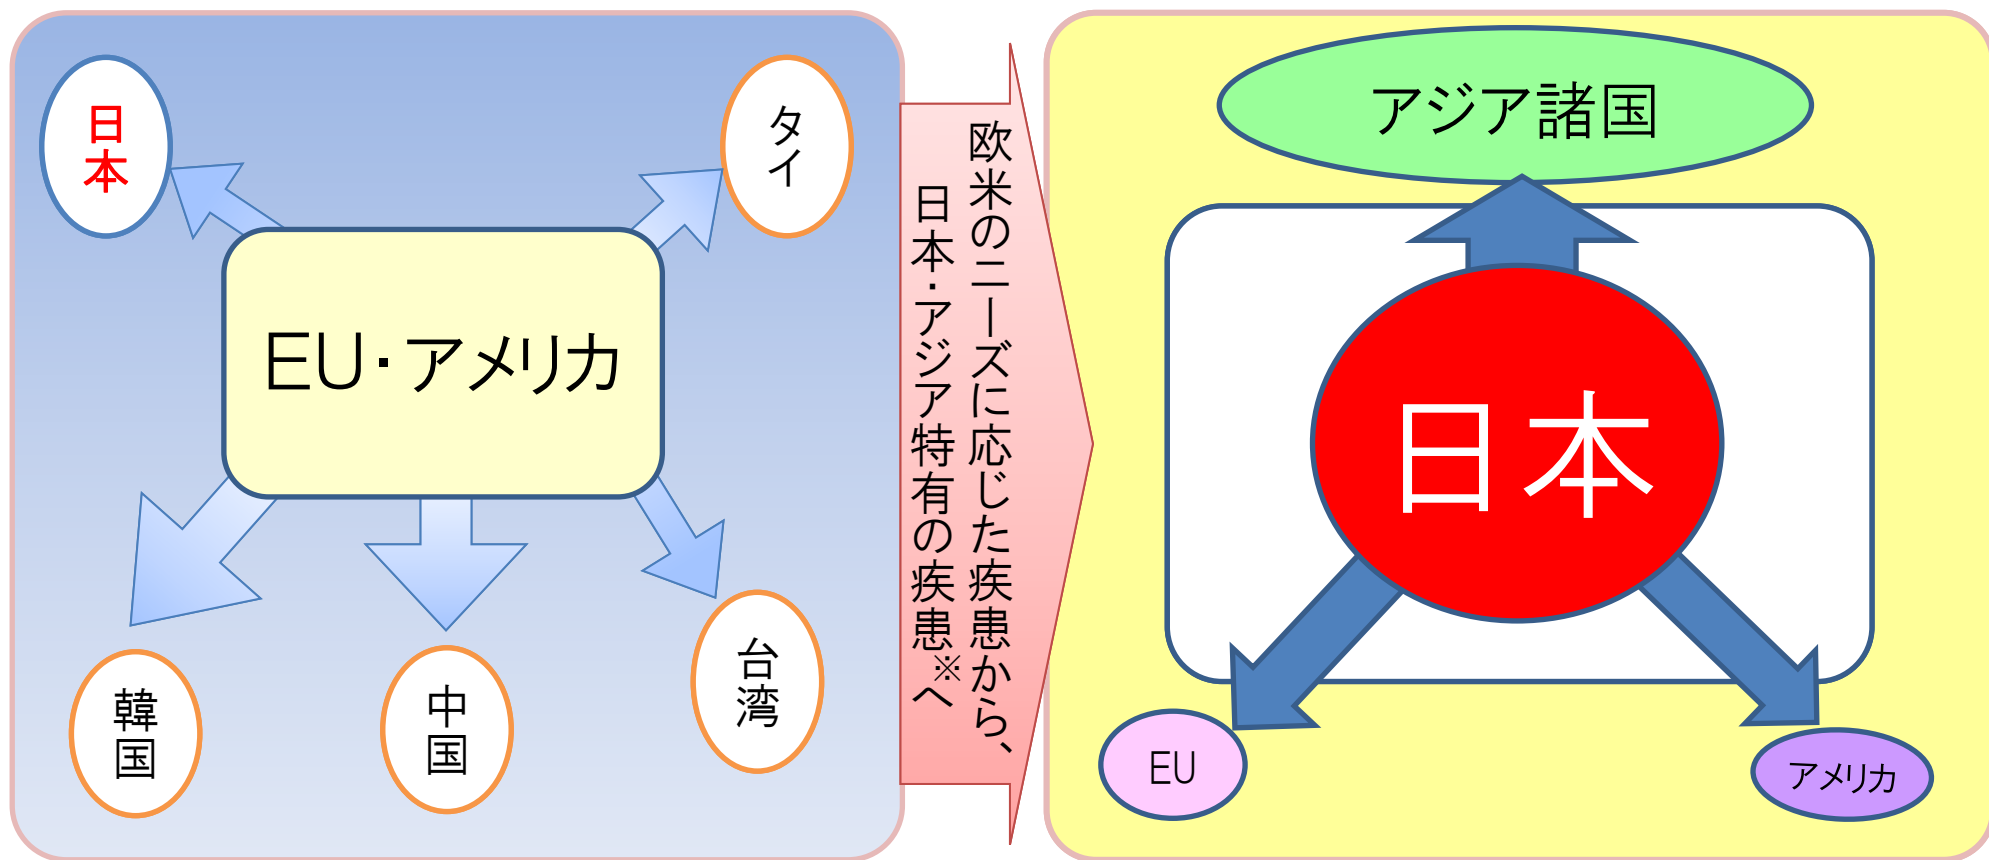 日本
タイ
EU・アメリカ
韓国
中国
台湾
欧米のニーズに応じた疾患から、
日本・アジア特有の疾患※へ
アジア諸国
日本
EU
アメリカ